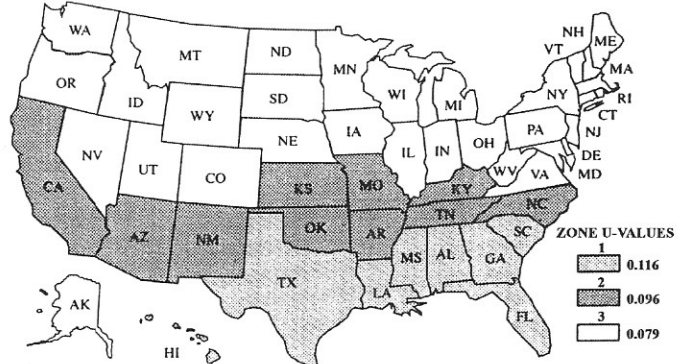 WA
MT
ND
MN
OR
ID
WY
SD
WI
MI
NH
VT
ME
MA
NY
RI
CT
NV
UT
CO
NE
IA
IL
IN
OH
PA
NJ
DE
MD
WV
VA
CA
KS
MO
KY
AZ
NM
OK
AR
TN
NC
SC
TX
LA
MS
AL
GA
FL
AK
HI
ZONE U-VALUES
1
0.116
2
0.096
3
0.079